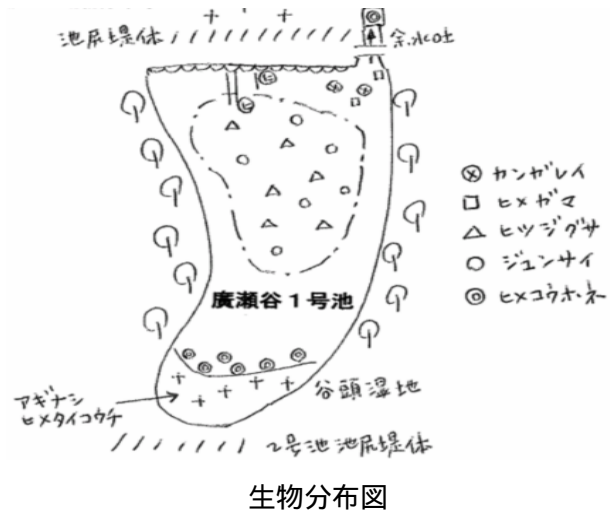 池尻堤体
余水吐
カンガレイ
ヒメガマ
ヒツジグサ
ジュンサイ
ヒメコウホネ
廣瀬谷1号池
アギナシ
ヒメタイコウチ
谷頭湿地
2号池池尻堤体
生物分布図